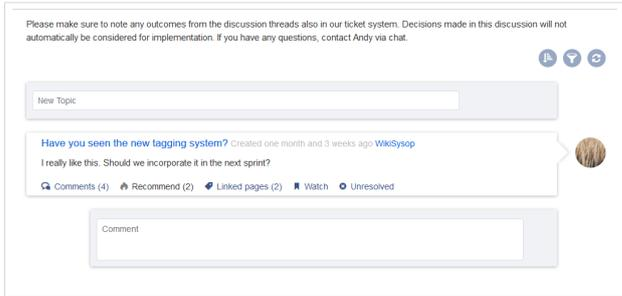 Please make sure to note any outcomes from the discussion threads also in our ticket system. Decisions made in this discussion will not
automatically be considered for implementation. If you have any questions, contact Andy via chat.
New Topic
Have you seen the new tagging system? Created one month and 3 weeks ago WikiSysop
I really like this. Should we incorporate it in the next sprint?
Comments (4) Recommend (2) Linked pages (2) Watch Unresolved
Comment